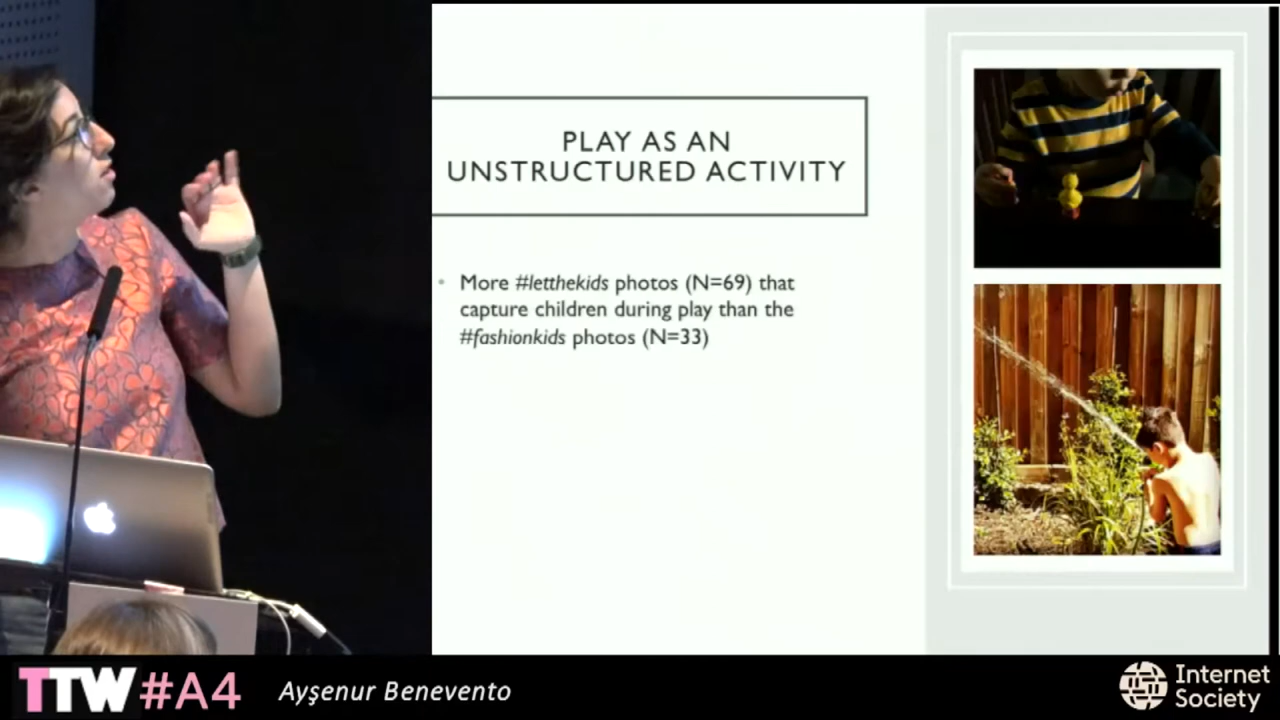 PLAY AS AN
UNSTRUCTURED ACTIVITY
• More #letthekids photos (N=69) that
capture children during play than the
#fashionkids photos (N=33)
TTW#A4
Ayşenur Benevento
Internet
Society